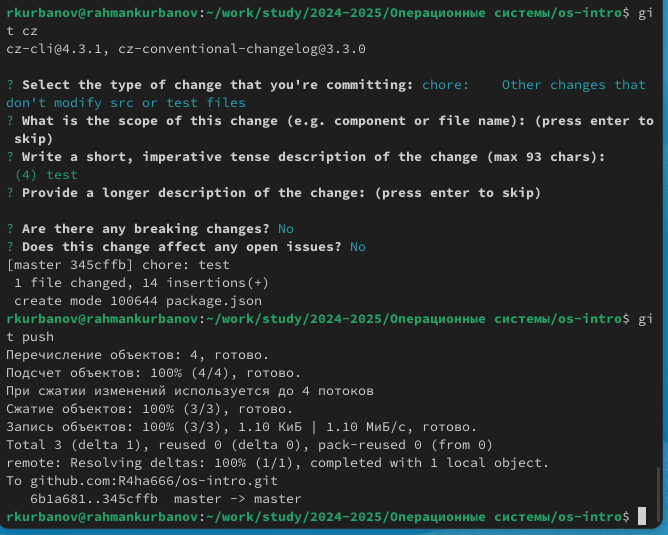 rkurbanov@rahmankurbanov:~/work/study/2024-2025/Операционные системы/os-intro$ gi
t cz
cz-cli@4.3.1, cz-conventional-changelog@3.3.0
? Select the type of change that you're committing: chore:    Other changes that
don't modify src or test files
? What is the scope of this change (e.g. component or file name): (press enter to
 skip)
? Write a short, imperative tense description of the change (max 93 chars):
 (4) test
? Provide a longer description of the change: (press enter to skip)
? Are there any breaking changes? No
? Does this change affect any open issues? No
[master 345cffb] chore: test
 1 file changed, 14 insertions(+)
 create mode 100644 package.json
rkurbanov@rahmankurbanov:~/work/study/2024-2025/Операционные системы/os-intro$ gi
t push
Перечисление объектов: 4, готово.
Подсчет объектов: 100% (4/4), готово.
При сжатии изменений используется до 4 потоков
Сжатие объектов: 100% (3/3), готово.
Запись объектов: 100% (3/3), 1.10 КиБ | 1.10 МиБ/с, готово.
Total 3 (delta 1), reused 0 (delta 0), pack-reused 0 (from 0)
remote: Resolving deltas: 100% (1/1), completed with 1 local object.
To github.com:R4ha666/os-intro.git
   6b1a681..345cffb  master -> master
rkurbanov@rahmankurbanov:~/work/study/2024-2025/Операционные системы/os-intro$